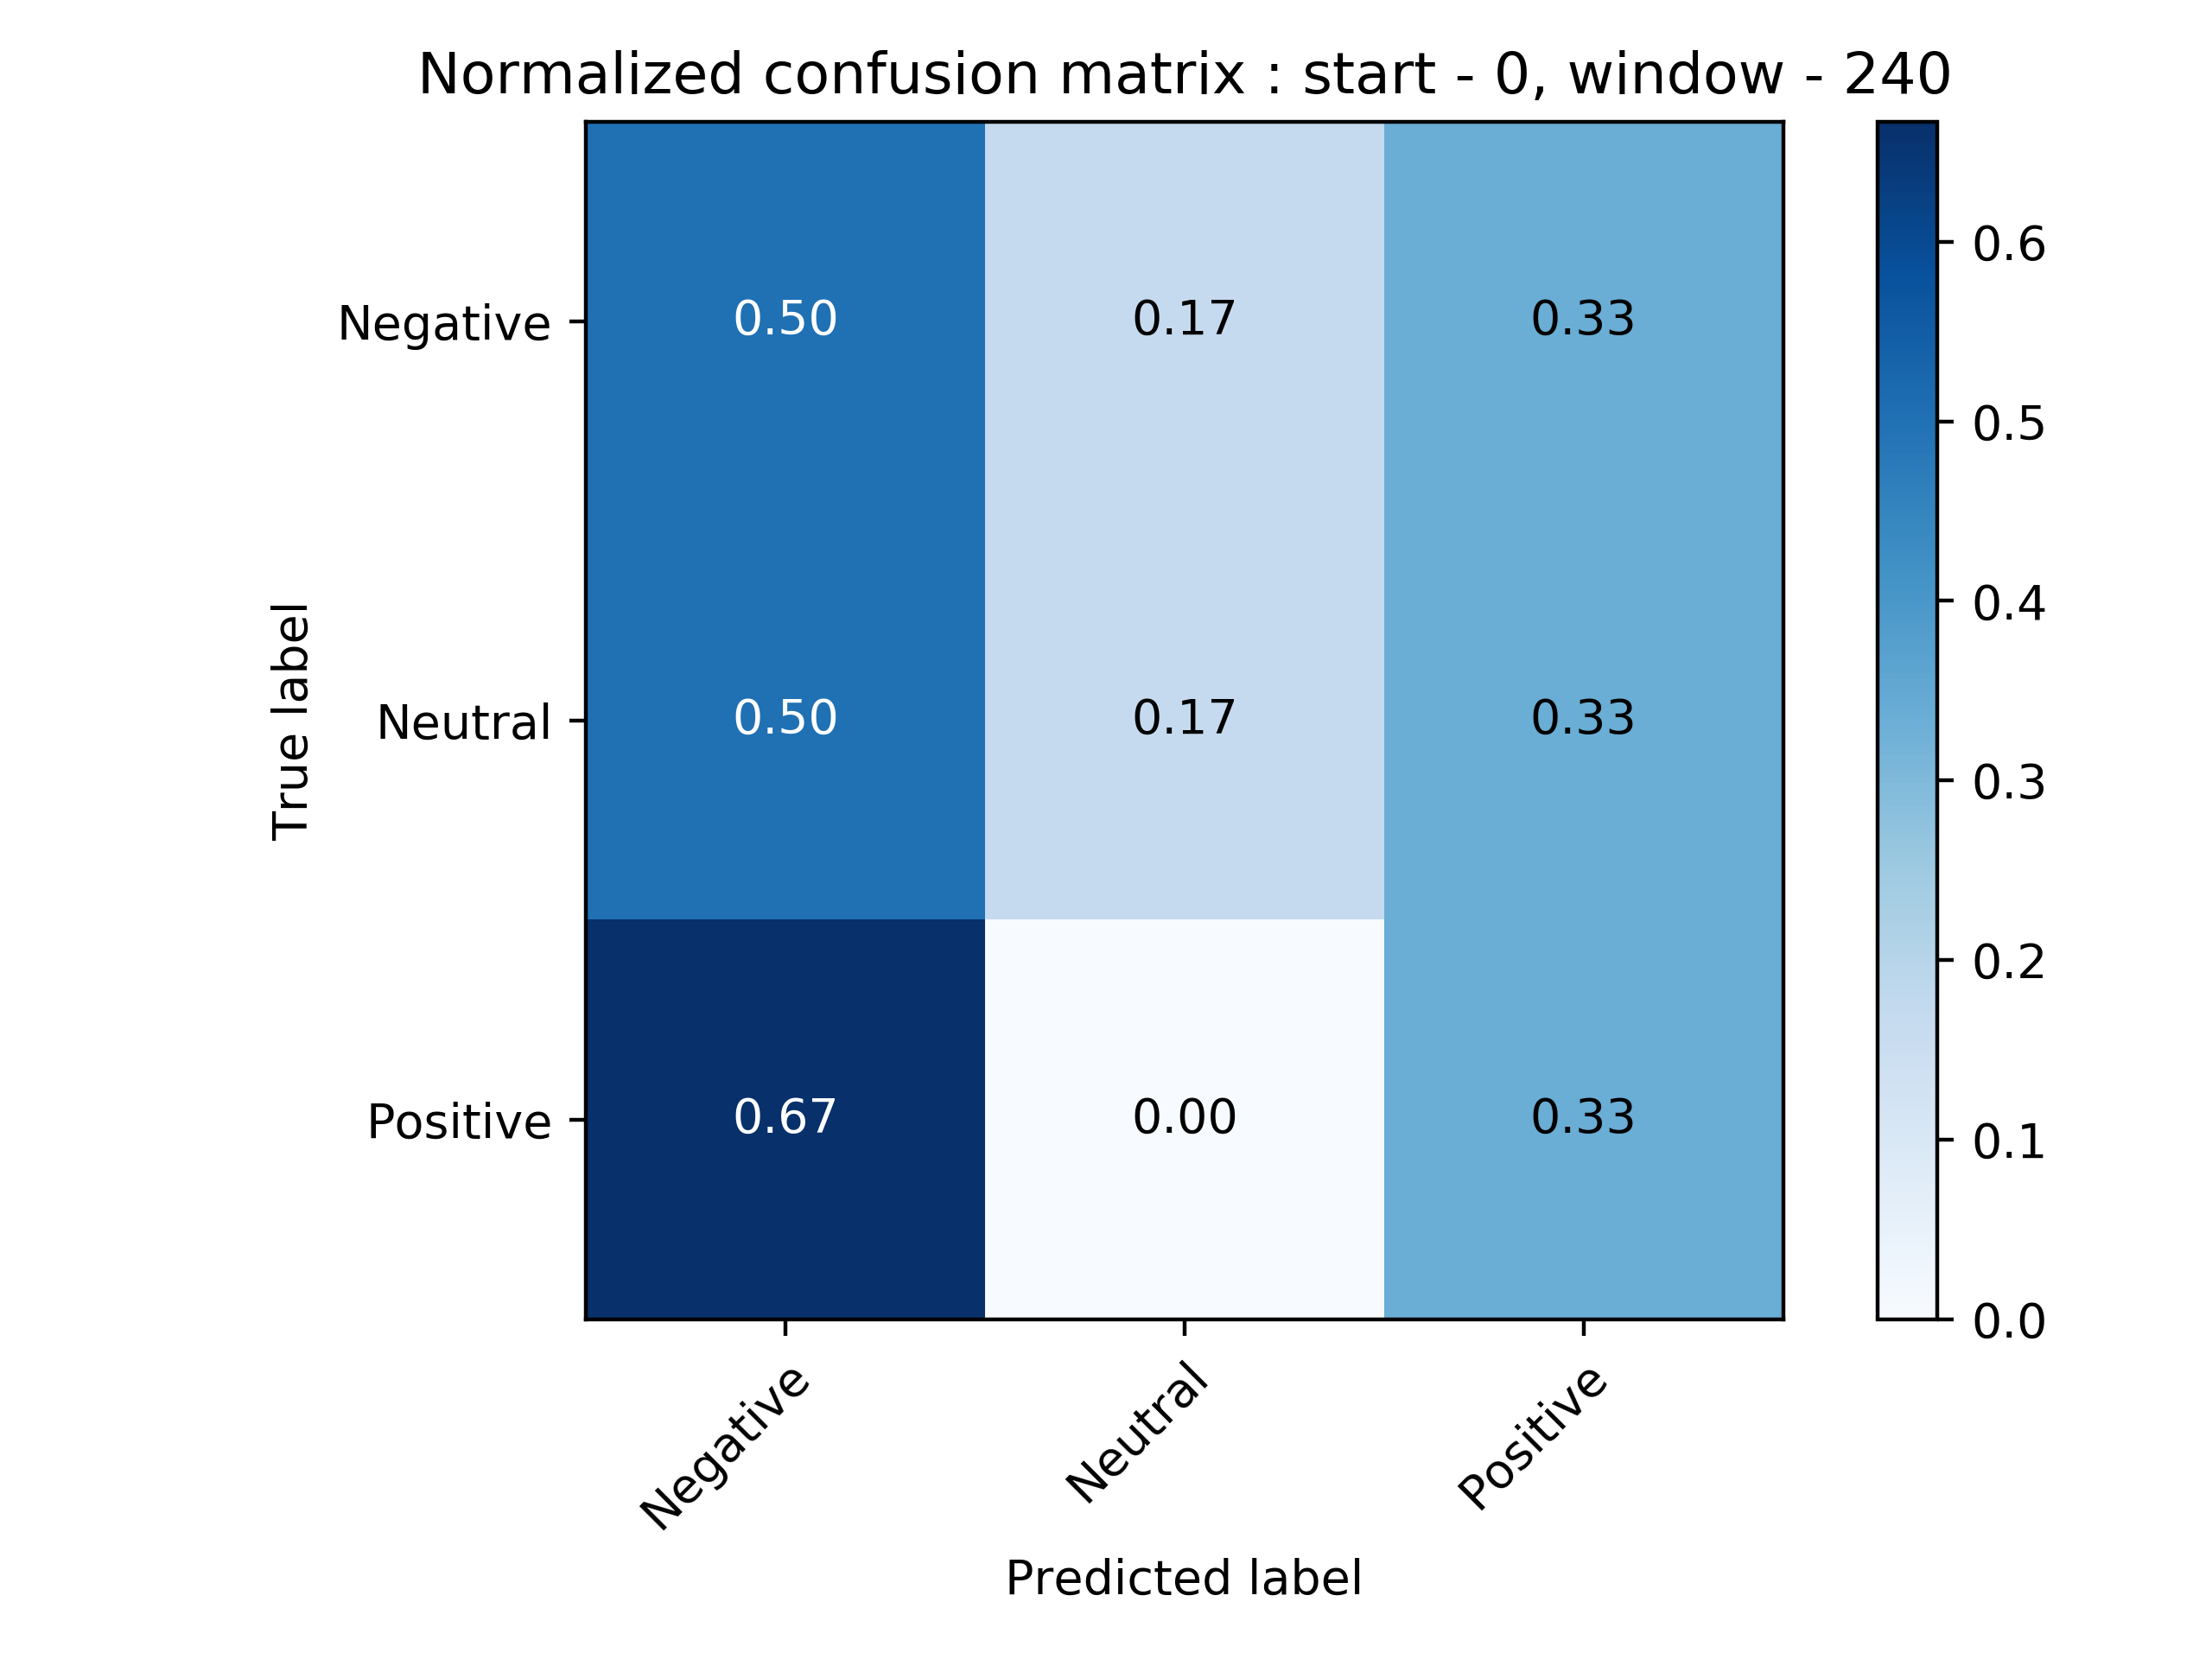 Normalized confusion matrix : start - 0, window - 240
True label
Negative 0.50 0.17 0.33
Neutral 0.50 0.17 0.33
Positive 0.67 0.00 0.33
Negative Neutral Positive
Predicted label
0.6
0.5
0.4
0.3
0.2
0.1
0.0